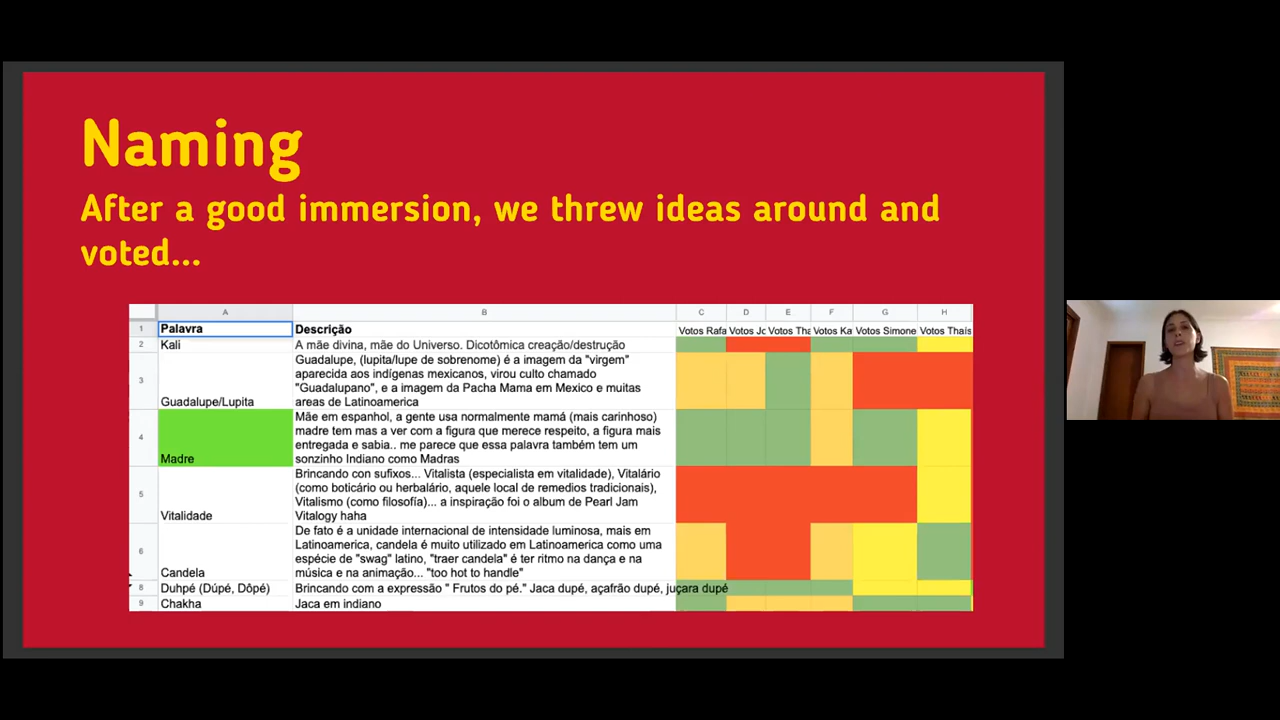 Naming
After a good immersion, we threw ideas around and
voted...
A B C D E F G H
1 Palavra Descrição Votos Rafa Votos Jo Votos Tha Votos Ka Votos Simone Votos Thais
2 Kali A mãe divina, mãe do Universo. Dicotômica creação/destrução
Guadalupe, (lupita/lupe de sobrenome) é a imagem da "virgem"
aparecida aos indígenas mexicanos, virou culto chamado
3 "Guadalupano", e a imagem da Pacha Mama em Mexico e muitas
Guadalupe/Lupita areas de Latinoamerica
Mãe em espanhol, a gente usa normalmente mamá (mais carinhoso)
madre tem mas a ver com a figura que merece respeito, a figura mais
4 entregada e sabia.. me parece que essa palavra também tem um
Madre sonzinho Indiano como Madras
Brincando con sufixos... Vitalista (especialista em vitalidade), Vitalário
(como boticário ou herbalário, aquele local de remedios tradicionais),
5 Vitalismo (como filosofía)... a inspiração foi o album de Pearl Jam
Vitalidade Vitalogy haha
De fato é a unidade internacional de intensidade luminosa, mais em
Latinoamerica, candela é muito utilizado em Latinoamerica como uma
6 espécie de "swag" latino, "traer candela" é ter ritmo na dança e na
Candela música e na animação... "too hot to handle"
8 Duhpé (Dúpé, Dôpé) Brincando com a expressão " Frutos do pé." Jaca dupé, açafrão dupé, juçara dupé
9 Chakha Jaca em indiano